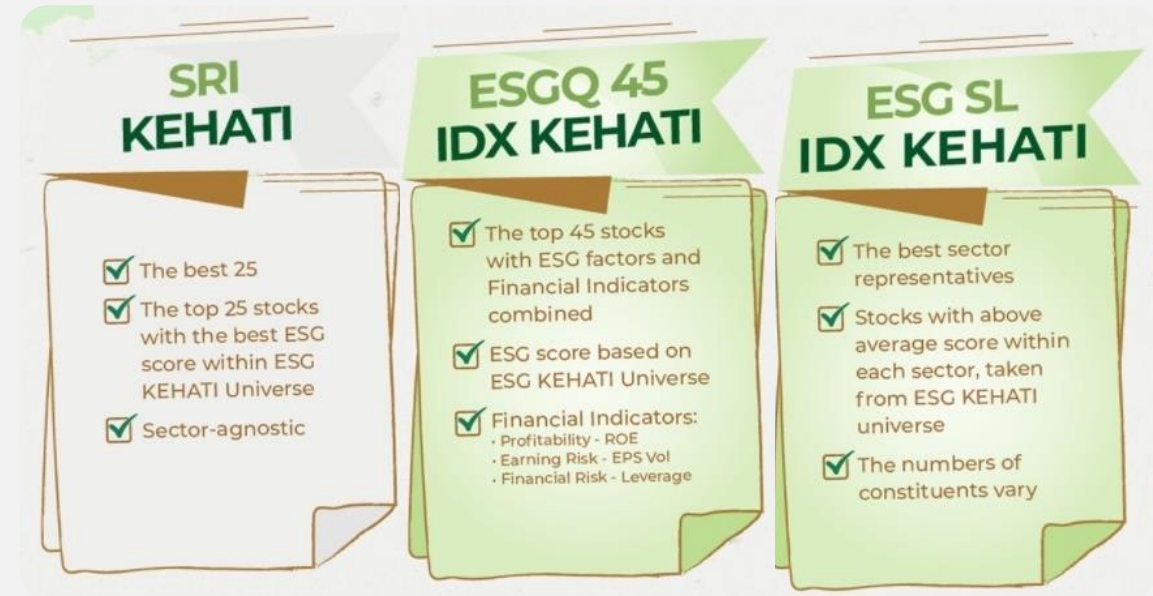 SRI
KEHATI
The best 25
The top 25 stocks
with the best ESG
score within ESG
KEHATI Universe
Sector-agnostic
ESGQ 45
IDX KEHATI
The top 45 stocks
with ESG factors and
Financial Indicators
combined
ESG score based on
ESG KEHATI Universe
Financial Indicators:
• Profitability - ROE
• Earning Risk - EPS Vol
• Financial Risk - Leverage
ESG SL
IDX KEHATI
The best sector
representatives
Stocks with above
average score within
each sector, taken
from ESG KEHATI
universe
The numbers of
constituents vary